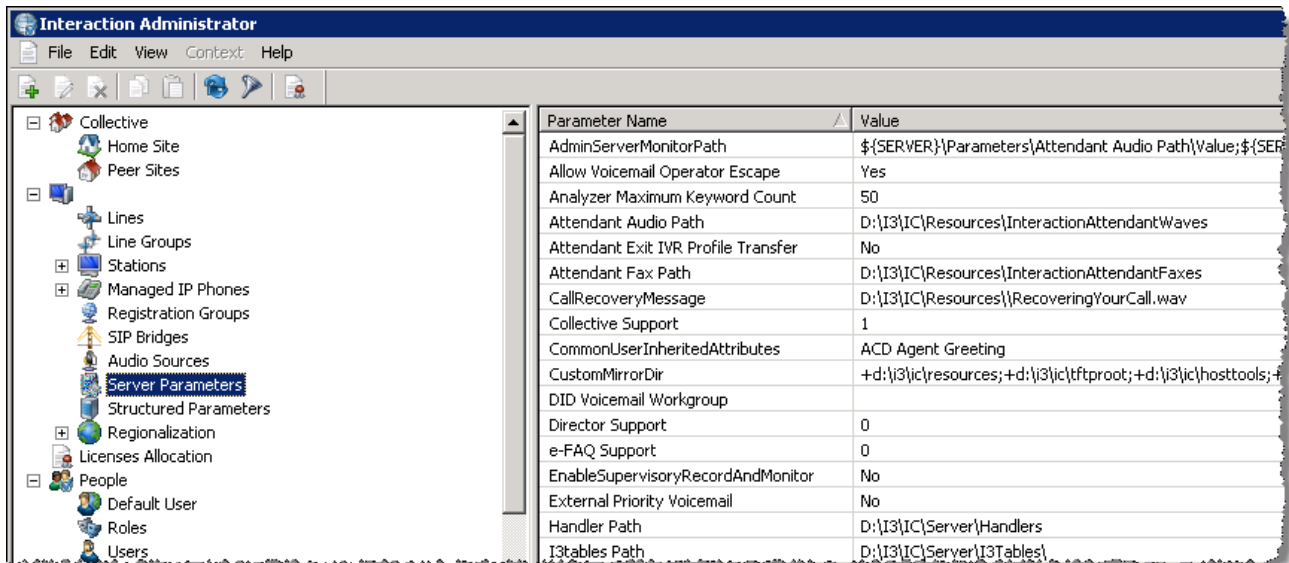 Interaction Administrator
File Edit View Context Help
Collective
Home Site
Peer Sites
Lines
Line Groups
Stations
Managed IP Phones
Registration Groups
SIP Bridges
Audio Sources
Server Parameters
Structured Parameters
Regionalization
Licenses Allocation
People
Default User
Roles
Users
Parameter Name Value
AdminServerMonitorPath ${SERVER}\Parameters\Attendant Audio Path\Value;${SER
Allow Voicemail Operator Escape Yes
Analyzer Maximum Keyword Count 50
Attendant Audio Path D:\I3\IC\Resources\InteractionAttendantWaves
Attendant Exit IVR Profile Transfer No
Attendant Fax Path D:\I3\IC\Resources\InteractionAttendantFaxes
CallRecoveryMessage D:\I3\IC\Resources\\RecoveringYourCall.wav
Collective Support 1
CommonUserInheritedAttributes ACD Agent Greeting
CustomMirrorDir +d:\i3\ic\resources;+d:\i3\ic\tftproot;+d:\i3\ic\hosttools;+
DID Voicemail Workgroup
Director Support 0
e-FAQ Support 0
EnableSupervisoryRecordAndMonitor No
External Priority Voicemail No
Handler Path D:\I3\IC\Server\Handlers
I3tables Path D:\I3\IC\Server\I3Tables\